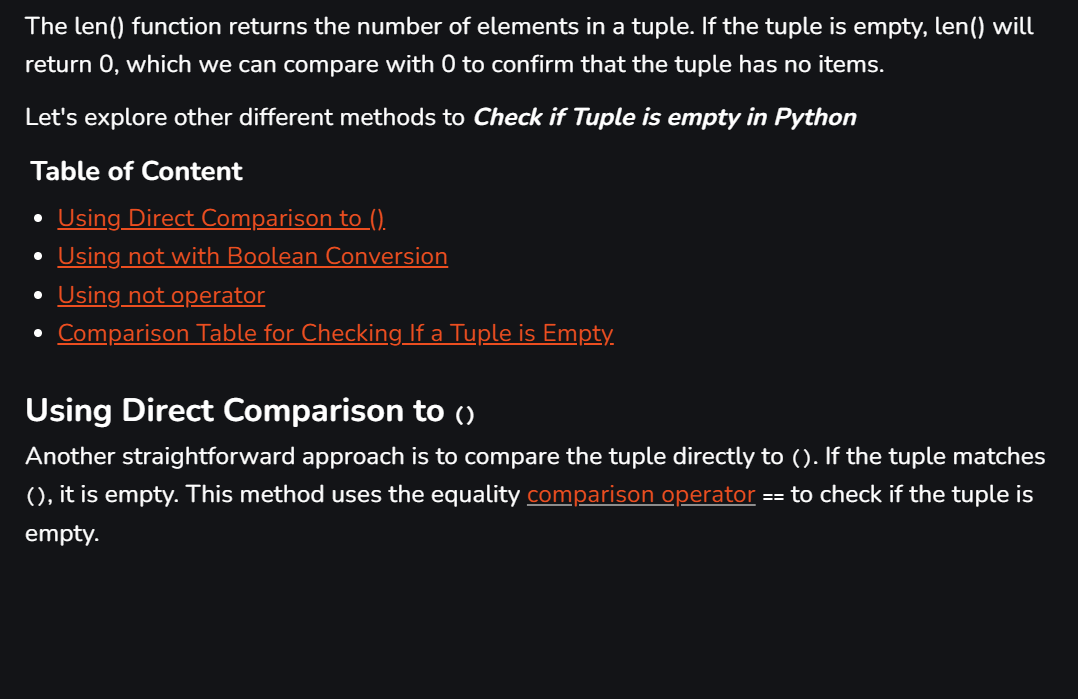 The len() function returns the number of elements in a tuple. If the tuple is empty, len() will
return 0, which we can compare with 0 to confirm that the tuple has no items.
Let's explore other different methods to Check if Tuple is empty in Python
Table of Content
Using Direct Comparison to ()
Using not with Boolean Conversion
Using not operator
Comparison Table for Checking If a Tuple is Empty
Using Direct Comparison to ()
Another straightforward approach is to compare the tuple directly to (). If the tuple matches
(), it is empty. This method uses the equality comparison operator == to check if the tuple is
empty.